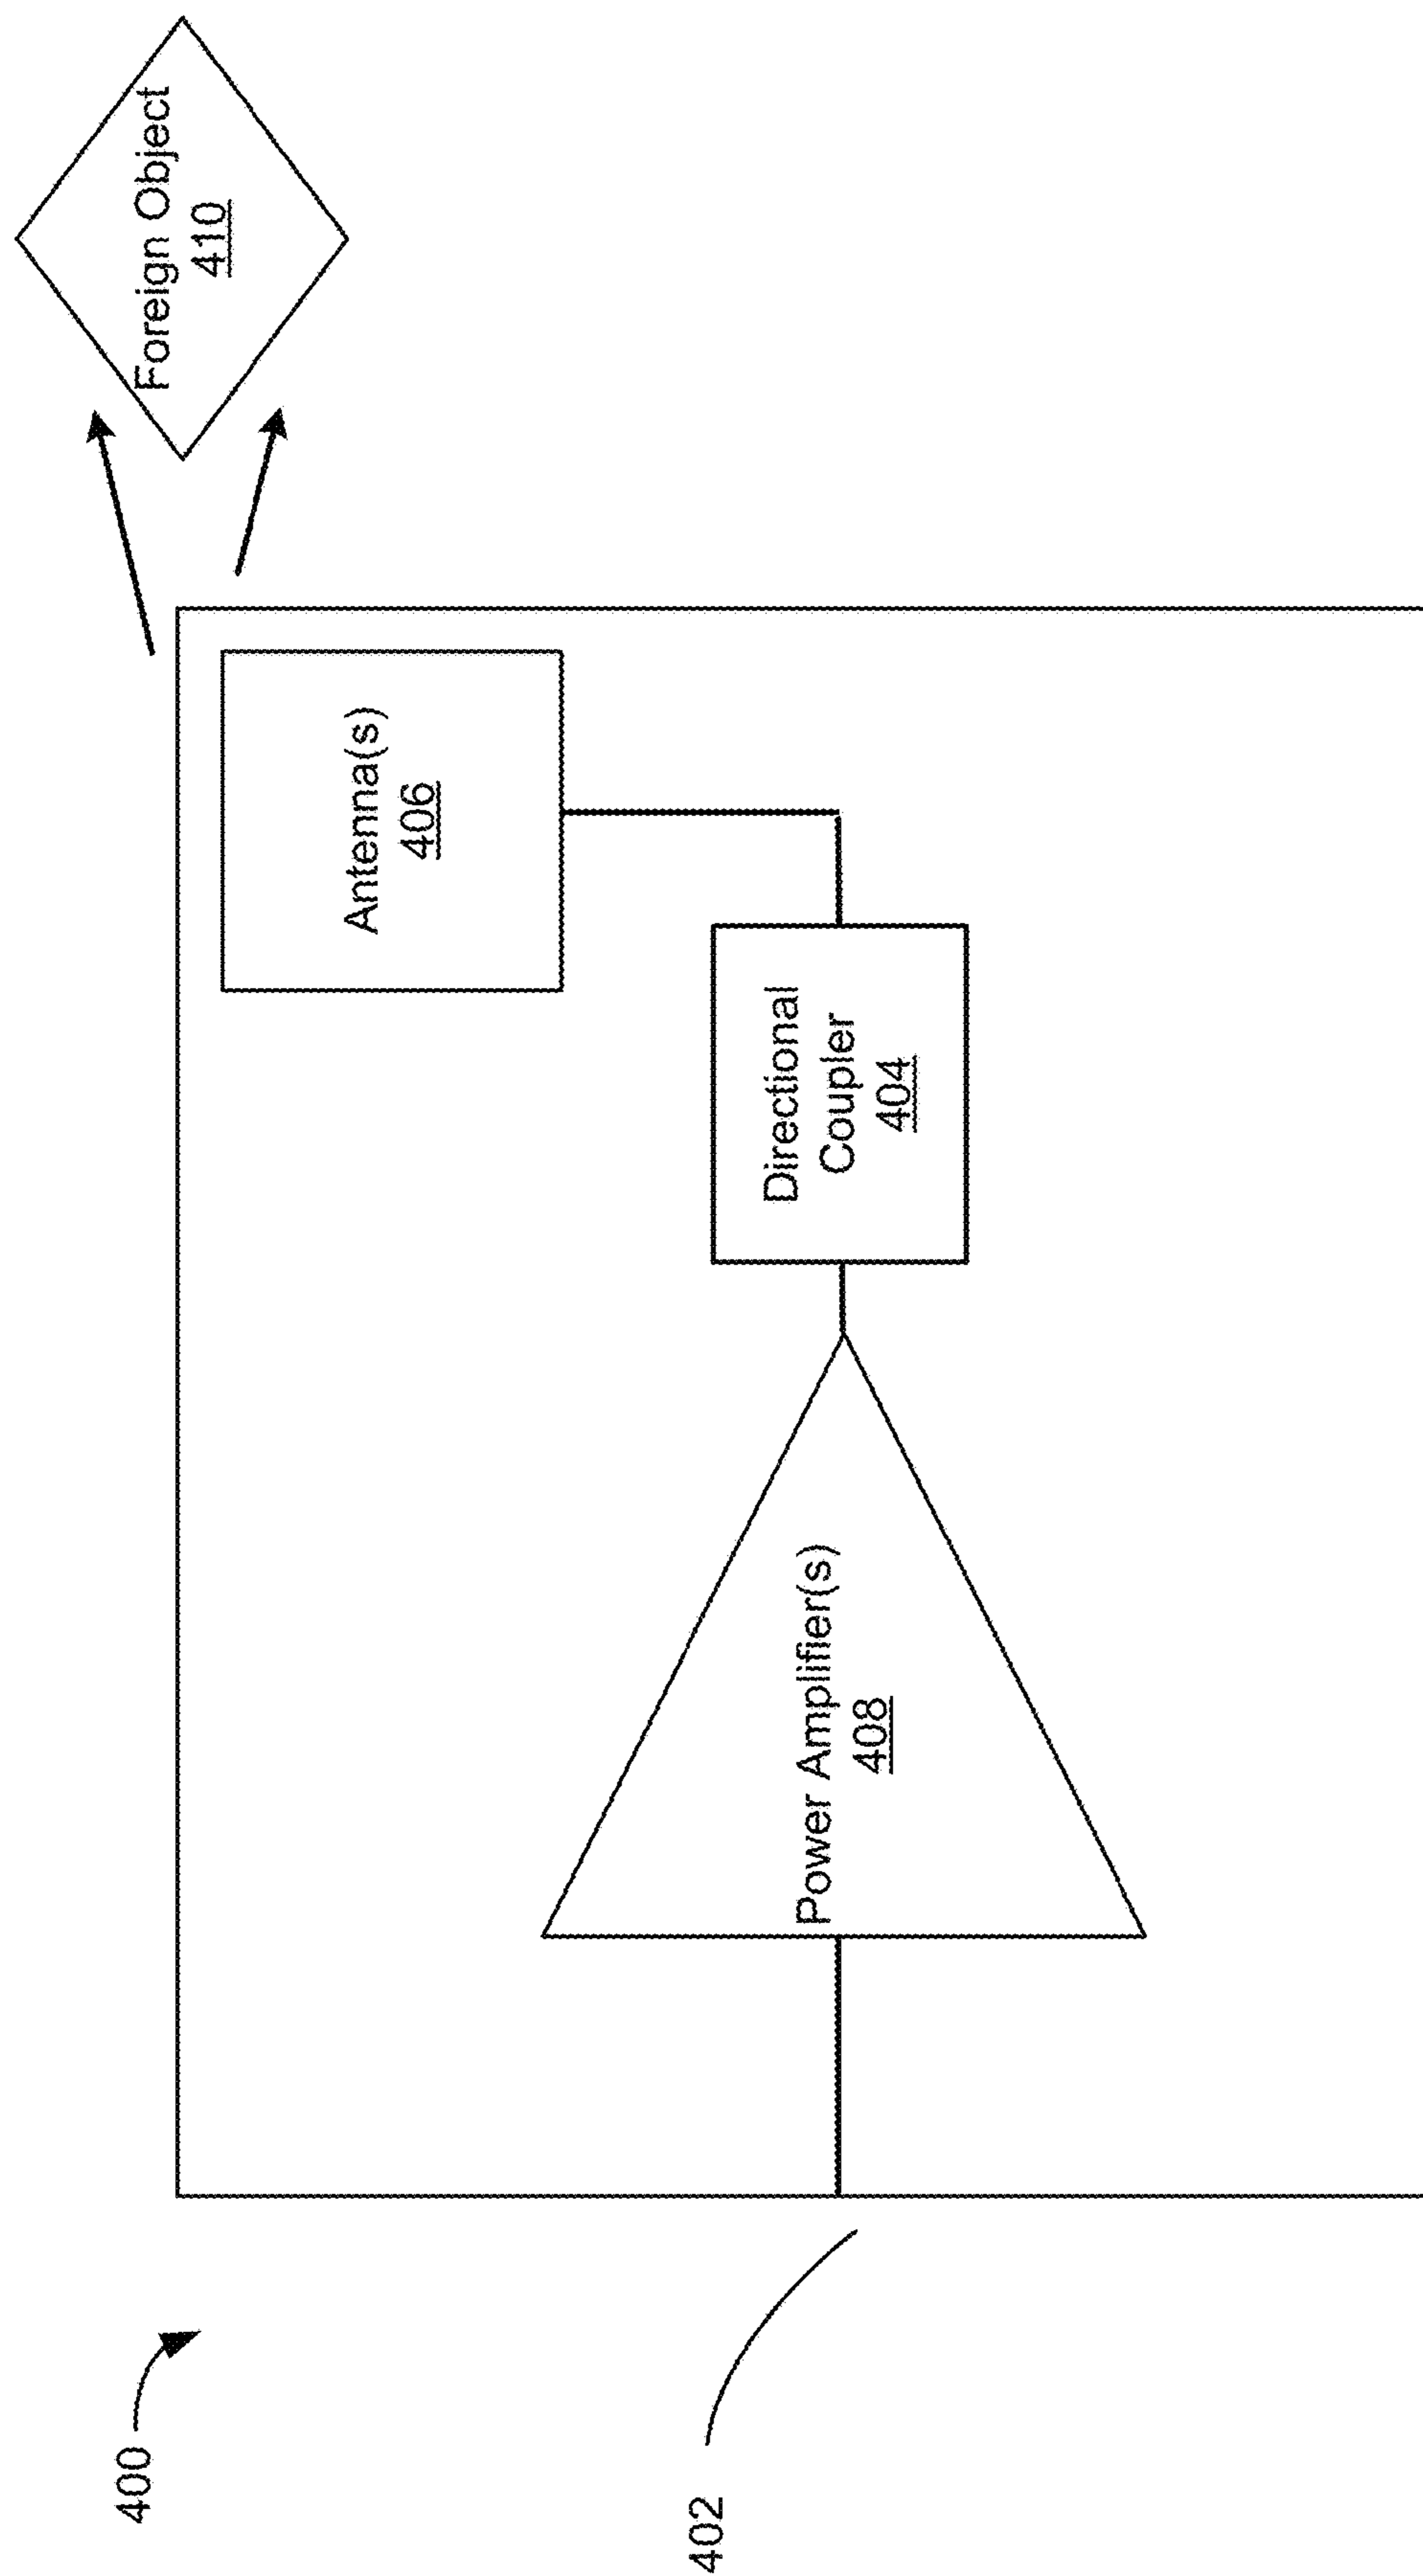 400
402
Power Amplifier(s)
408
Directional
Coupler
404
Antenna(s)
406
Foreign Object
410